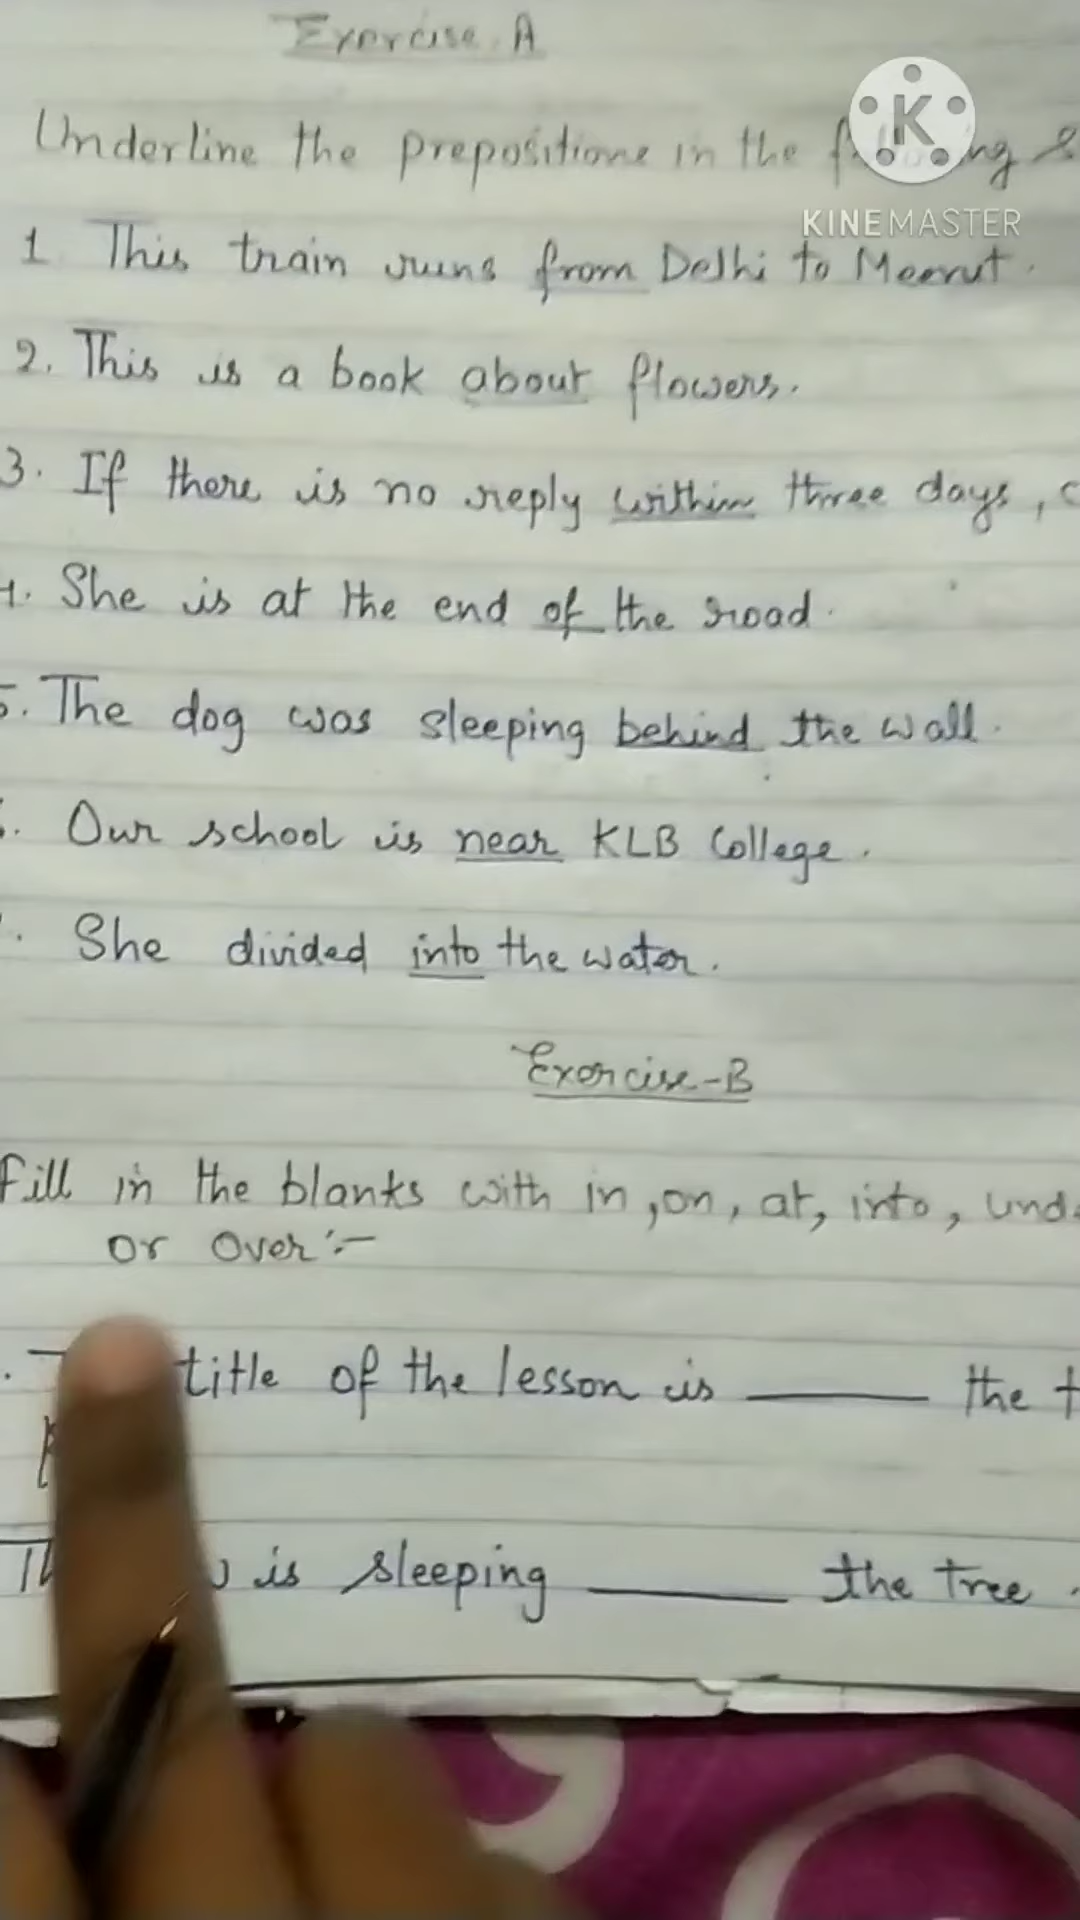 Exercise-A
K
Underline the prepositions in the
KINEMASTER
1. This train runs from Delhi to Meerut.
2. This is a book about flowers.
3. If there is no reply within three days,
4. She is at the end of the road.
5. The dog was sleeping behind the wall.
. Our school is near KLB College.
. She divided into the water.
Exercise-B
Fill in the blanks with in, on, at, into,
or over :-
title of the lesson is ______ the
is sleeping ______ the tree.